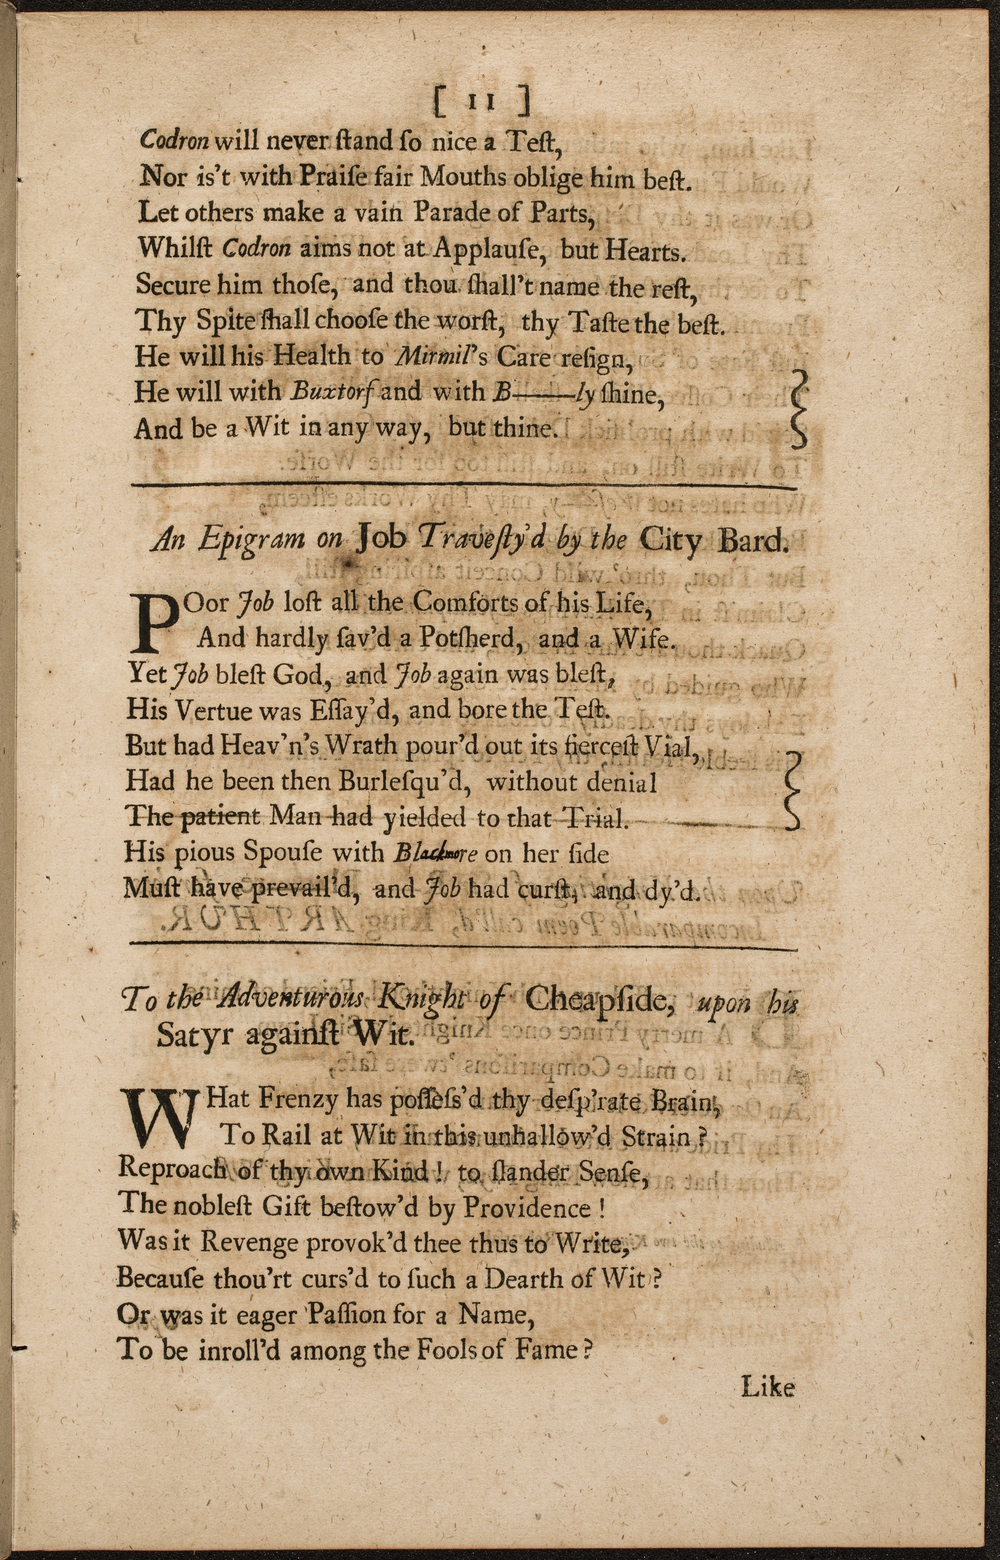 [ 11 ]
Codron will never ſtand ſo nice a Teſt,
Nor is't with Praiſe fair Mouths oblige him beſt.
Let others make a vain Parade of Parts,
Whilſt Codron aims not at Applauſe, but Hearts.
Secure him thoſe, and thou ſhall't name the reſt,
Thy Spite ſhall chooſe the worſt, thy Taſte the beſt.
He will his Health to Mirmil's Care reſign,
He will with Buxtorf and with B——ly ſhine,
And be a Wit in any way, but thine.
An Epigram on Job Traveſty'd by the City Bard.
POor Job loſt all the Comforts of his Life,
And hardly ſav'd a Potſherd, and a Wife.
Yet Job bleſt God, and Job again was bleſt,
His Vertue was Eſſay'd, and bore the Teſt.
But had Heav'n's Wrath pour'd out its fierceſt Vial,
Had he been then Burleſqu'd, without denial
The patient Man had yielded to that Trial.
His pious Spouſe with Blackmore on her ſide
Muſt have prevail'd, and Job had curſt, and dy'd.
To the Adventurous Knight of Cheapſide, upon his
Satyr againſt Wit.
WHat Frenzy has poſſeſs'd thy deſp'rate Brain,
To Rail at Wit in this unhallow'd Strain ?
Reproach of thy own Kind ! to ſlander Senſe,
The nobleſt Gift beſtow'd by Providence !
Was it Revenge provok'd thee thus to Write,
Becauſe thou'rt curs'd to ſuch a Dearth of Wit ?
Or was it eager Paſſion for a Name,
To be inroll'd among the Fools of Fame ?
Like